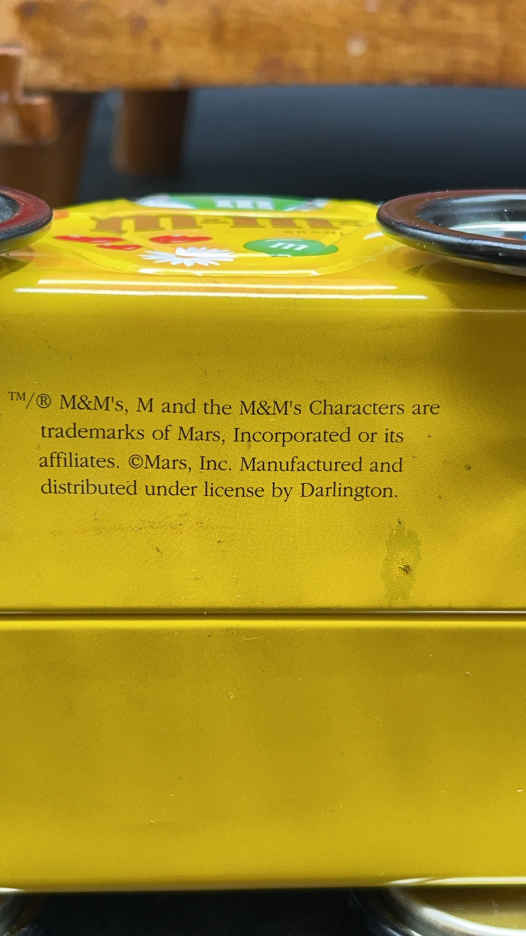 m&m's
m
™/® M&M's, M and the M&M's Characters are
trademarks of Mars, Incorporated or its
affiliates. ©Mars, Inc. Manufactured and
distributed under license by Darlington.